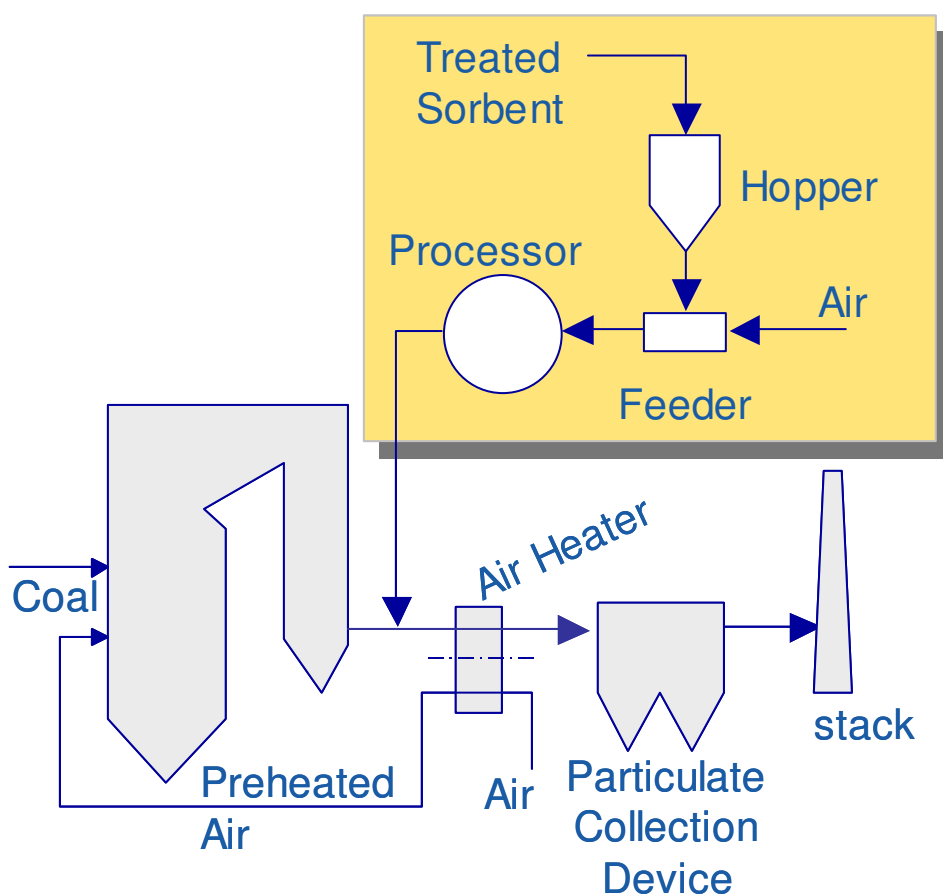 Treated
Sorbent
Hopper
Processor
Air
Feeder
Air Heater
Coal
Preheated
Air
Air
Particulate
Collection
Device
stack